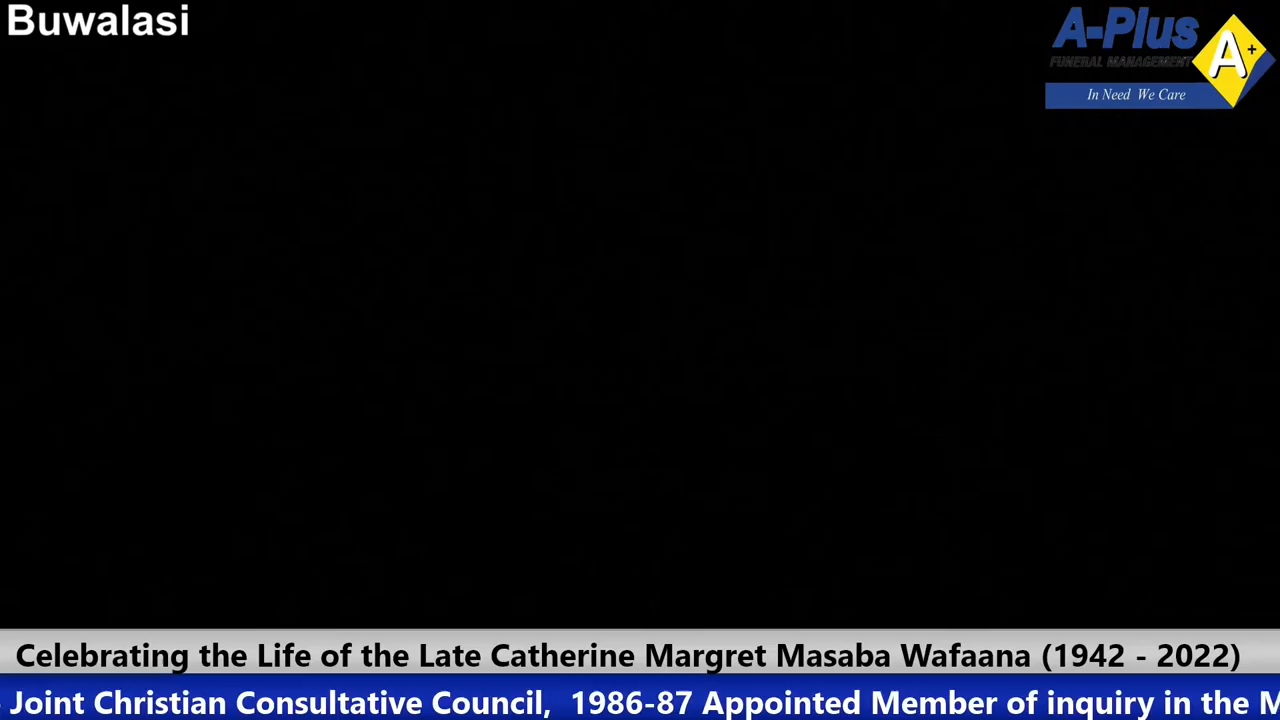 Buwalasi
A-Plus
FUNERAL MANAGEMENT
A+
In Need We Care
Celebrating the Life of the Late Catherine Margret Masaba Wafaana (1942 - 2022)
Joint Christian Consultative Council, 1986-87 Appointed Member of inquiry in the M